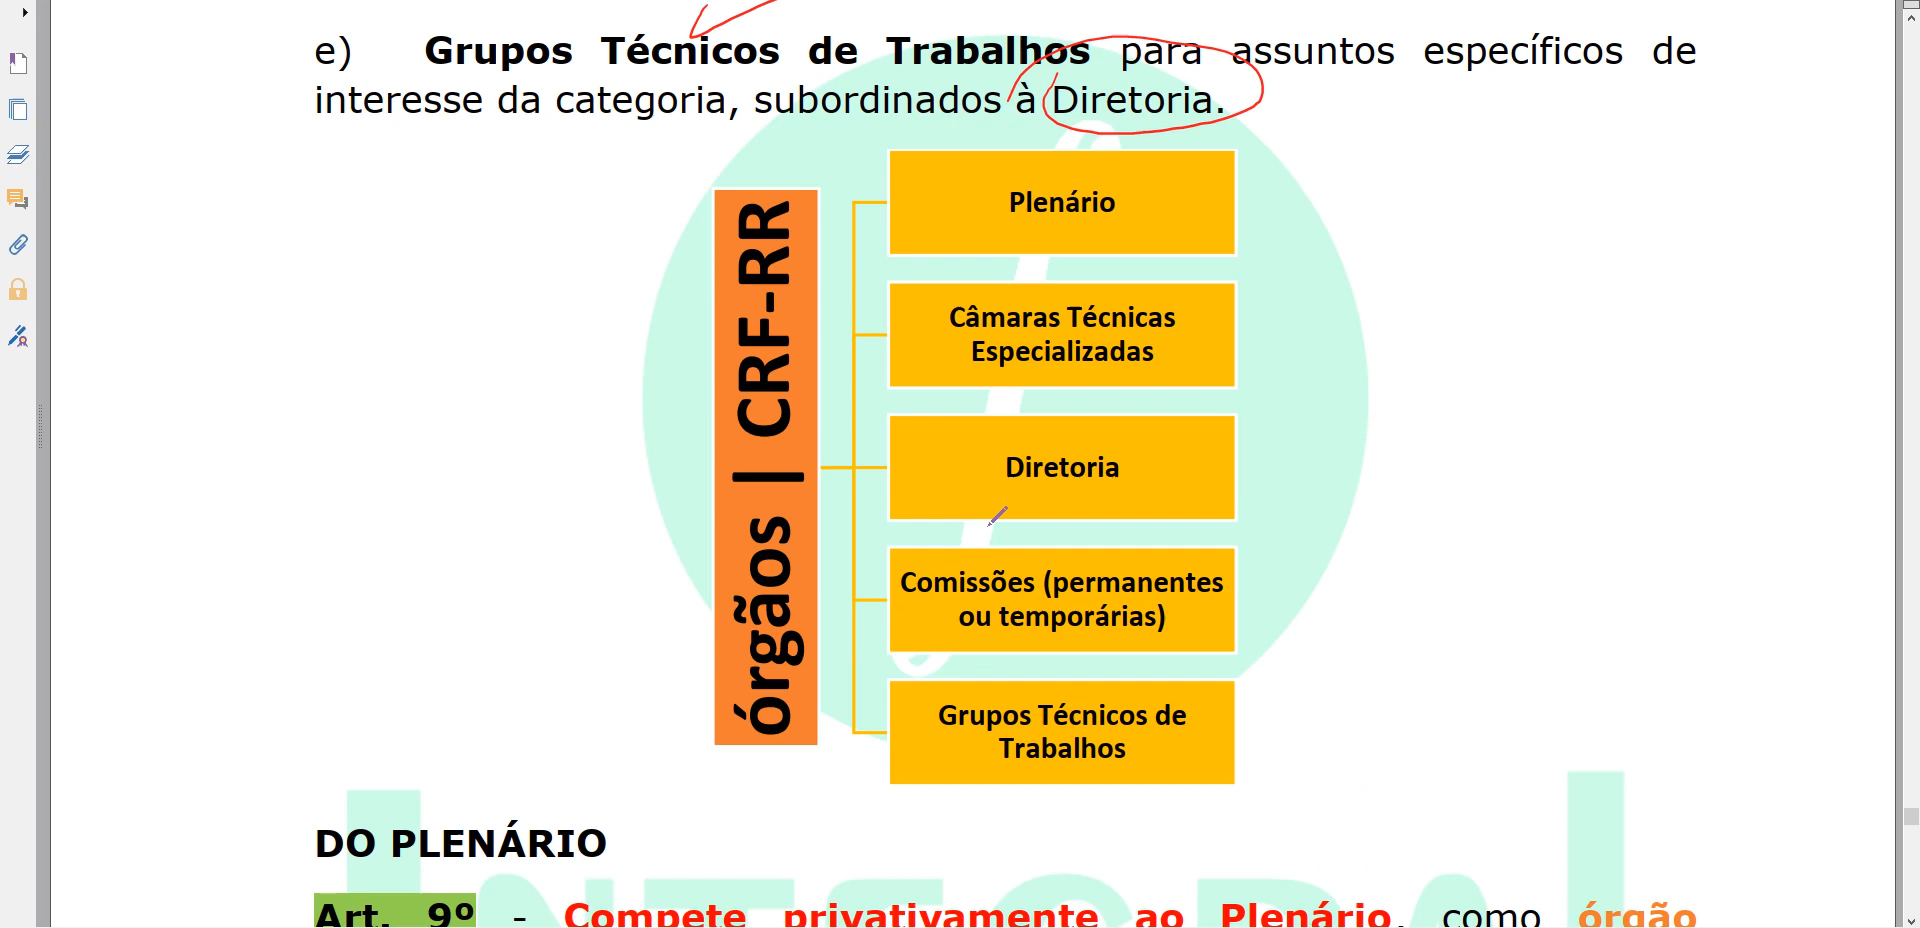 e) Grupos Técnicos de Trabalhos para assuntos específicos de
interesse da categoria, subordinados à Diretoria.
órgãos | CRF-RR
Plenário
Câmaras Técnicas
Especializadas
Diretoria
Comissões (permanentes
ou temporárias)
Grupos Técnicos de
Trabalhos
DO PLENÁRIO
Art. 9º - Compete privativamente ao Plenário, como órgão